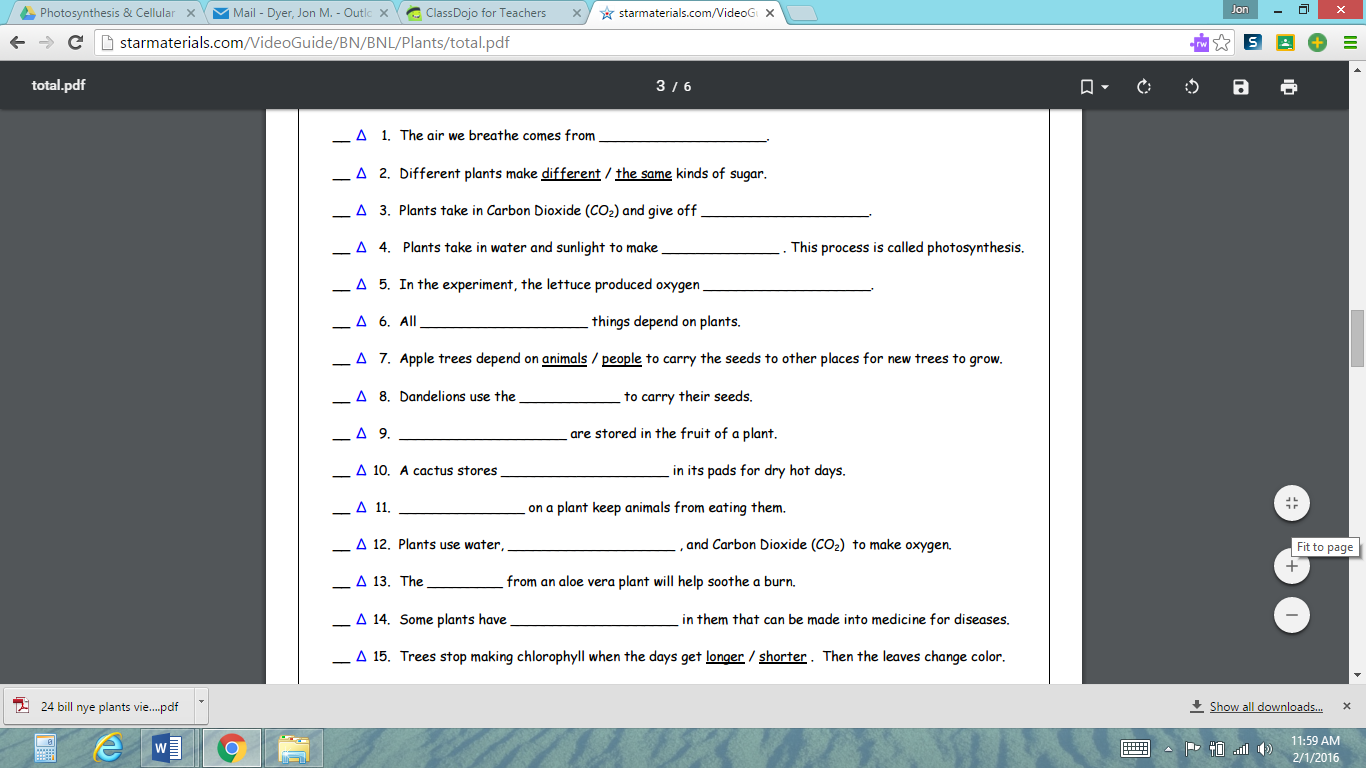 Photosynthesis & Cellular
Mail - Dyer, Jon M. - Outlo
ClassDojo for Teachers
starmaterials.com/VideoGu
Jon
starmaterials.com/VideoGuide/BN/BNL/Plants/total.pdf
rw
S
total.pdf
3 / 6
__ Δ 1. The air we breathe comes from ____________________.
__ Δ 2. Different plants make different / the same kinds of sugar.
__ Δ 3. Plants take in Carbon Dioxide (CO₂) and give off ____________________.
__ Δ 4. Plants take in water and sunlight to make ______________ . This process is called photosynthesis.
__ Δ 5. In the experiment, the lettuce produced oxygen ____________________.
__ Δ 6. All ____________________ things depend on plants.
__ Δ 7. Apple trees depend on animals / people to carry the seeds to other places for new trees to grow.
__ Δ 8. Dandelions use the ____________ to carry their seeds.
__ Δ 9. ____________________ are stored in the fruit of a plant.
__ Δ 10. A cactus stores ____________________ in its pads for dry hot days.
__ Δ 11. _______________ on a plant keep animals from eating them.
__ Δ 12. Plants use water, ____________________ , and Carbon Dioxide (CO₂) to make oxygen.
__ Δ 13. The _________ from an aloe vera plant will help soothe a burn.
__ Δ 14. Some plants have ____________________ in them that can be made into medicine for diseases.
__ Δ 15. Trees stop making chlorophyll when the days get longer / shorter . Then the leaves change color.
Fit to page
24 bill nye plants vie....pdf
Show all downloads...
11:59 AM
2/1/2016